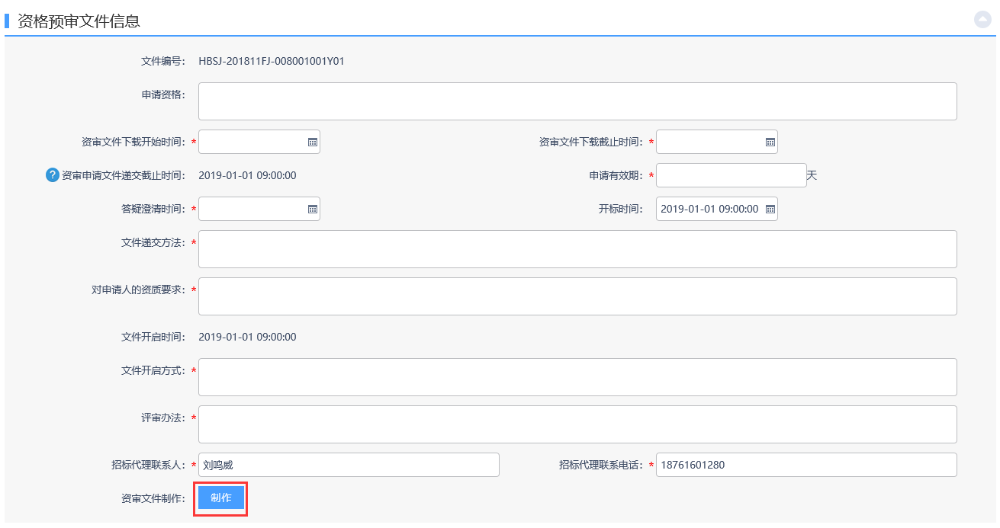 资格预审文件信息
文件编号： HBSJ-201811FJ-008001001Y01
申请资格：
资审文件下载开始时间： * 资审文件下载截止时间： *
? 资审申请文件递交截止时间： 2019-01-01 09:00:00 申请有效期： * 天
答疑澄清时间： * 开标时间： 2019-01-01 09:00:00
文件递交方法： *
对申请人的资质要求： *
文件开启时间： 2019-01-01 09:00:00
文件开启方式： *
评审办法： *
招标代理联系人： * 刘鸣威 招标代理联系电话： * 18761601280
资审文件制作： 制作